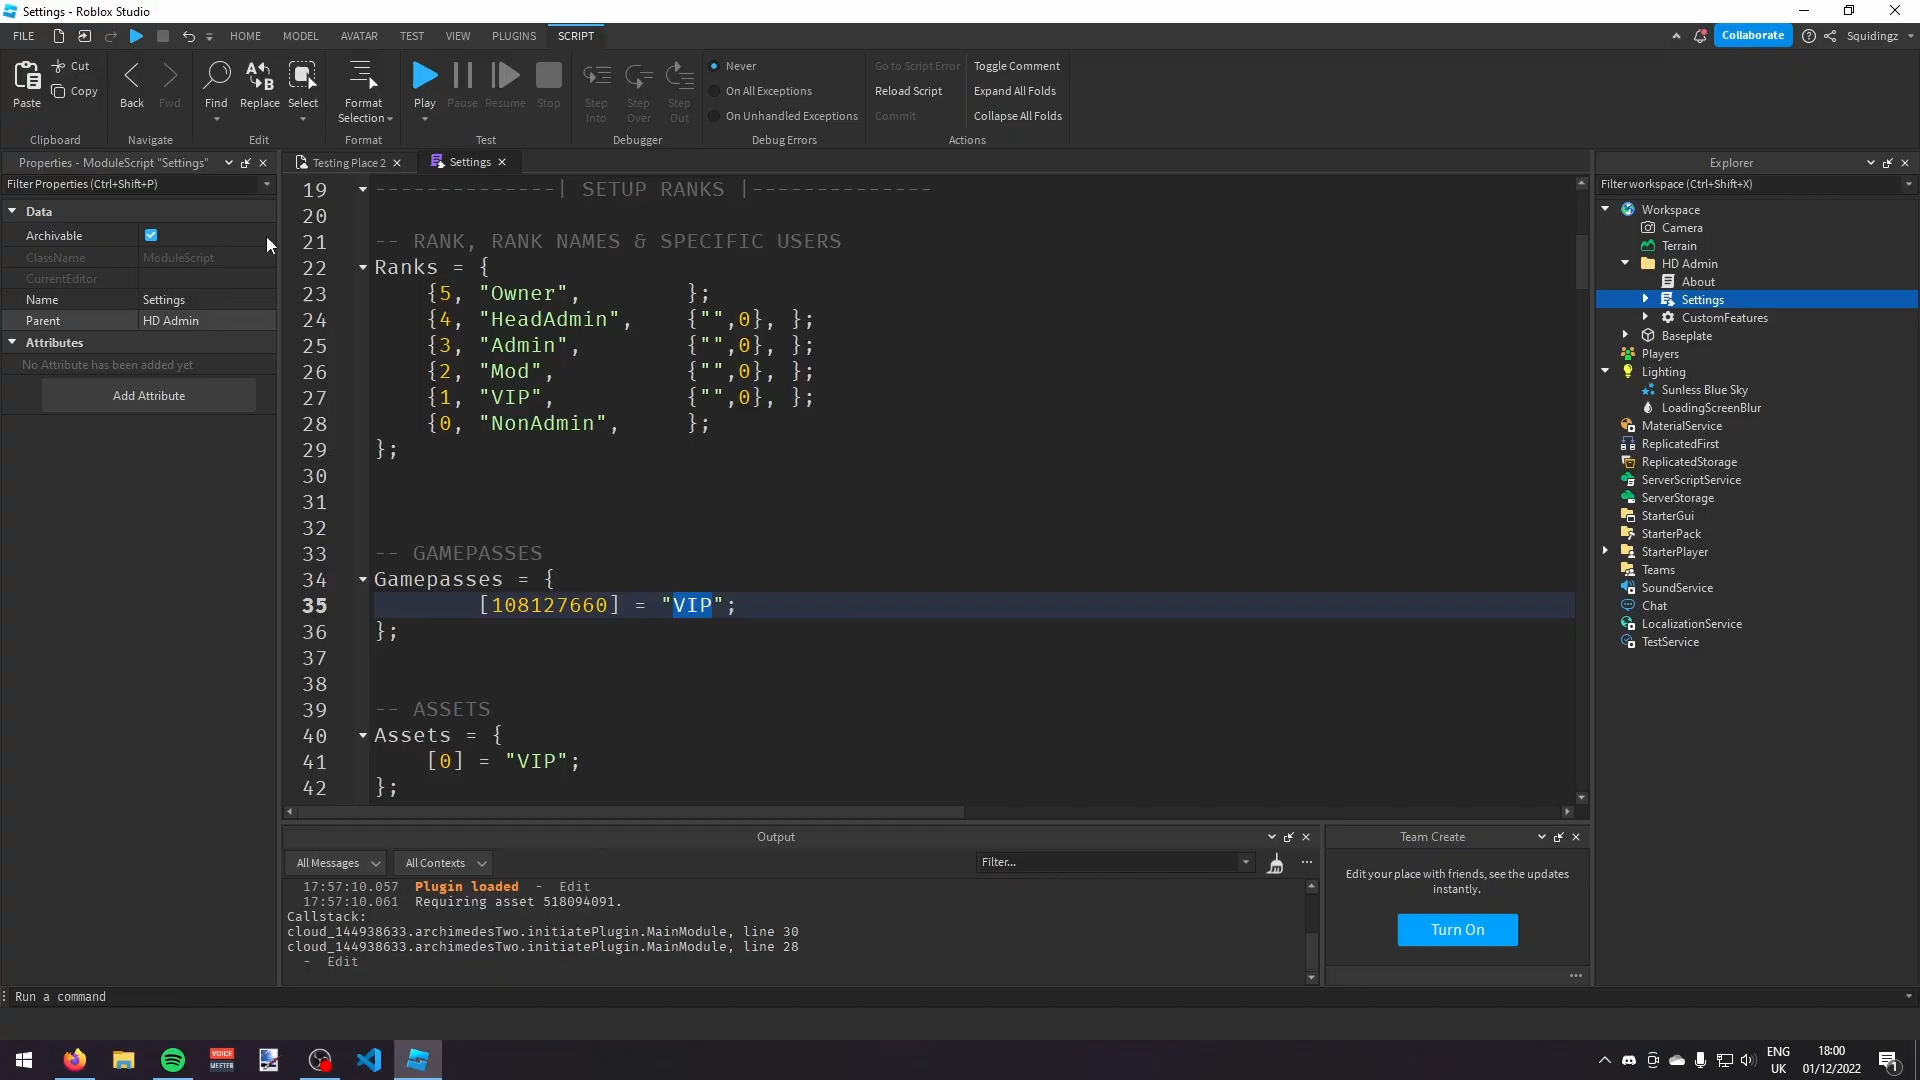 Settings - Roblox Studio
FILE HOME MODEL AVATAR TEST VIEW PLUGINS SCRIPT Collaborate Squidingz
Paste Cut Copy Clipboard
Back Fwd Navigate
Find Replace Select Edit
Format Selection Format
Play Pause Resume Stop Test
Step Into Step Over Step Out Debugger
Never
On All Exceptions
On Unhandled Exceptions
Debug Errors
Go to Script Error
Reload Script
Commit
Toggle Comment
Expand All Folds
Collapse All Folds
Actions
Properties - ModuleScript "Settings"
Filter Properties (Ctrl+Shift+P)
Data
Archivable
ClassName ModuleScript
CurrentEditor
Name Settings
Parent HD Admin
Attributes
No Attribute has been added yet
Add Attribute
Testing Place 2 Settings
19 --------------| SETUP RANKS |--------------
20
21 -- RANK, RANK NAMES & SPECIFIC USERS
22 Ranks = {
23 {5, "Owner", };
24 {4, "HeadAdmin", {"",0}, };
25 {3, "Admin", {"",0}, };
26 {2, "Mod", {"",0}, };
27 {1, "VIP", {"",0}, };
28 {0, "NonAdmin", };
29 };
30
31
32
33 -- GAMEPASSES
34 Gamepasses = {
35 [108127660] = "VIP";
36 };
37
38
39 -- ASSETS
40 Assets = {
41 [0] = "VIP";
42 };
Output
All Messages All Contexts Filter...
17:57:10.057 Plugin loaded - Edit
17:57:10.061 Requiring asset 518094091.
Callstack:
cloud_144938633.archimedesTwo.initiatePlugin.MainModule, line 30
cloud_144938633.archimedesTwo.initiatePlugin.MainModule, line 28
- Edit
Team Create
Edit your place with friends, see the updates
instantly.
Turn On
Explorer
Filter workspace (Ctrl+Shift+X)
Workspace
Camera
Terrain
HD Admin
About
Settings
CustomFeatures
Baseplate
Players
Lighting
Sunless Blue Sky
LoadingScreenBlur
MaterialService
ReplicatedFirst
ReplicatedStorage
ServerScriptService
ServerStorage
StarterGui
StarterPack
StarterPlayer
Teams
SoundService
Chat
LocalizationService
TestService
Run a command
VOICE
MEETER
ENG
UK
18:00
01/12/2022
1